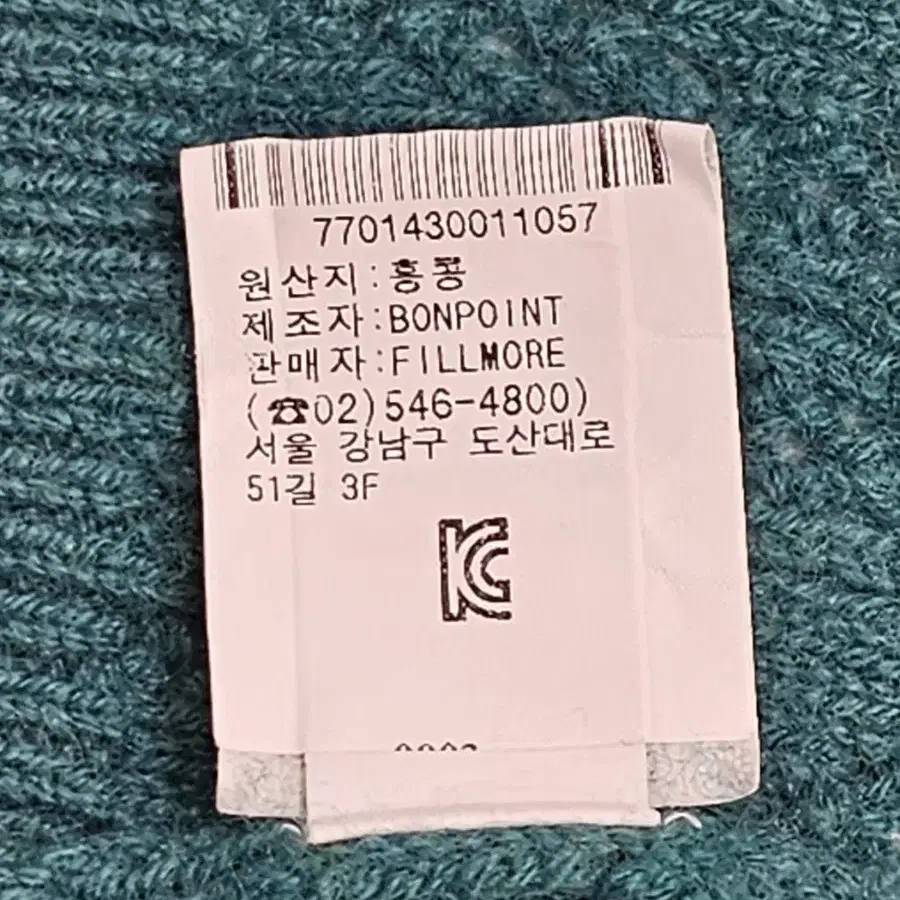 7701430011057
원산지:홍콩
제조자:BONPOINT
판매자:FILLMORE
(☎02)546-4800)
서울 강남구 도산대로
51길 3F
KC